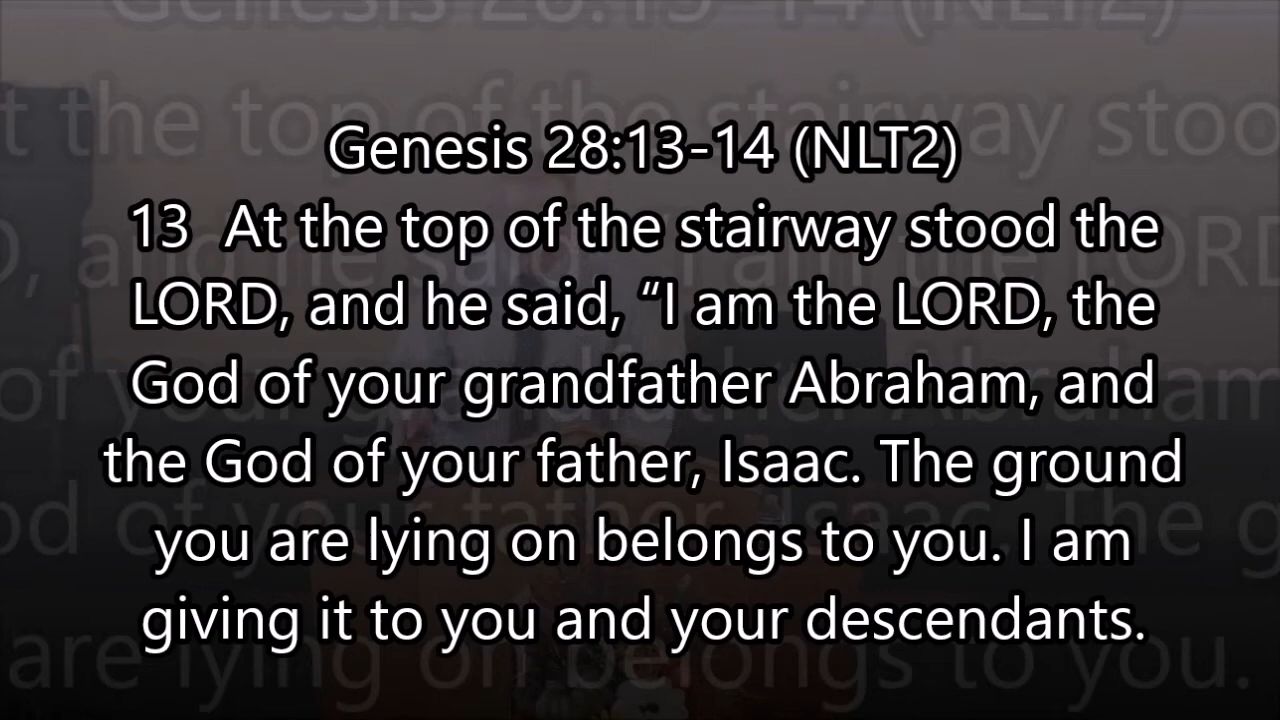 Genesis 28:13-14 (NLT2)
13  At the top of the stairway stood the
LORD, and he said, “I am the LORD, the
God of your grandfather Abraham, and
the God of your father, Isaac. The ground
you are lying on belongs to you. I am
giving it to you and your descendants.